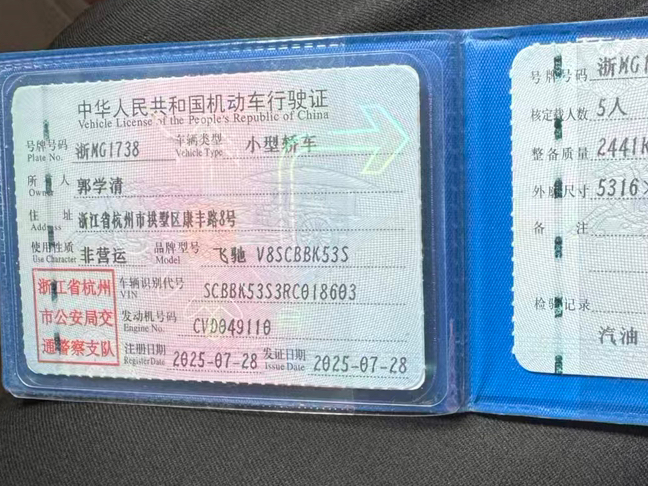 中华人民共和国机动车行驶证
Vehicle License of the People's Republic of China
号牌号码 浙MG1738 车辆类型 小型轿车
Plate No. Vehicle Type
所有人 郭学清
Owner
住址 浙江省杭州市拱墅区康丰路8号
Address
使用性质 非营运 品牌型号 飞驰 V8SCBBK53S
Use Character Model
浙江省杭州
市公安局交
通警察支队
车辆识别代号 SCBBK53S3RC018603
VIN
发动机号码 CVD049110
Engine No.
注册日期 2025-07-28 发证日期 2025-07-28
Register Date Issue Date
号牌号码 浙MG1
核定载人数 5人
整备质量 2441K
外廓尺寸 5316×
备注
检验记录
汽油